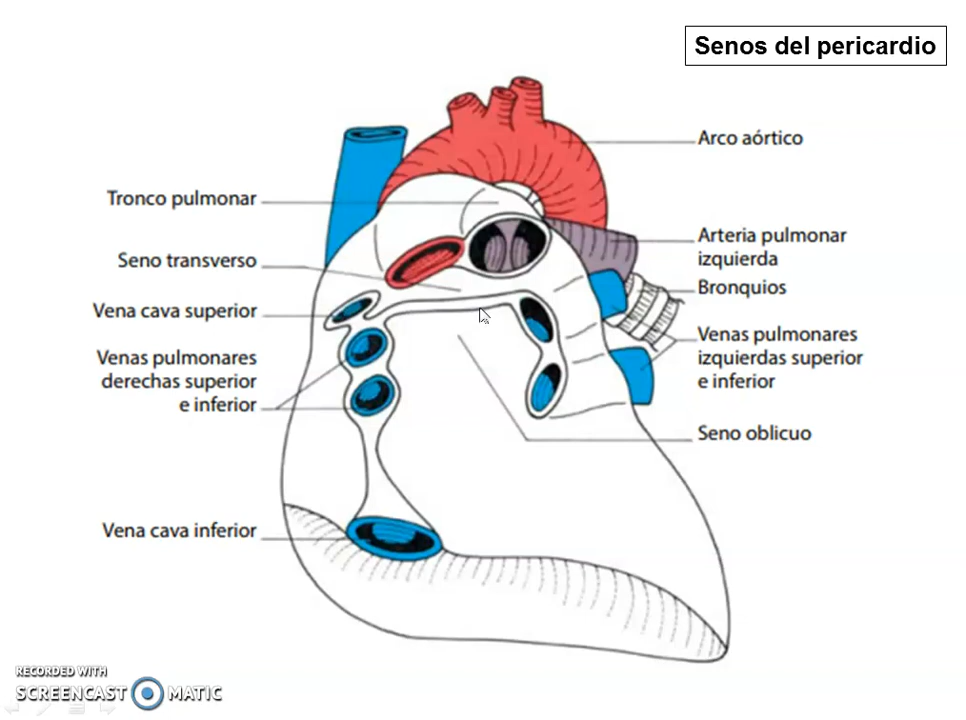 Senos del pericardio
Arco aórtico
Tronco pulmonar
Arteria pulmonar
izquierda
Seno transverso
Bronquios
Vena cava superior
Venas pulmonares
izquierdas superior
e inferior
Venas pulmonares
derechas superior
e inferior
Seno oblicuo
Vena cava inferior
RECORDED WITH
SCREENCAST MATIC